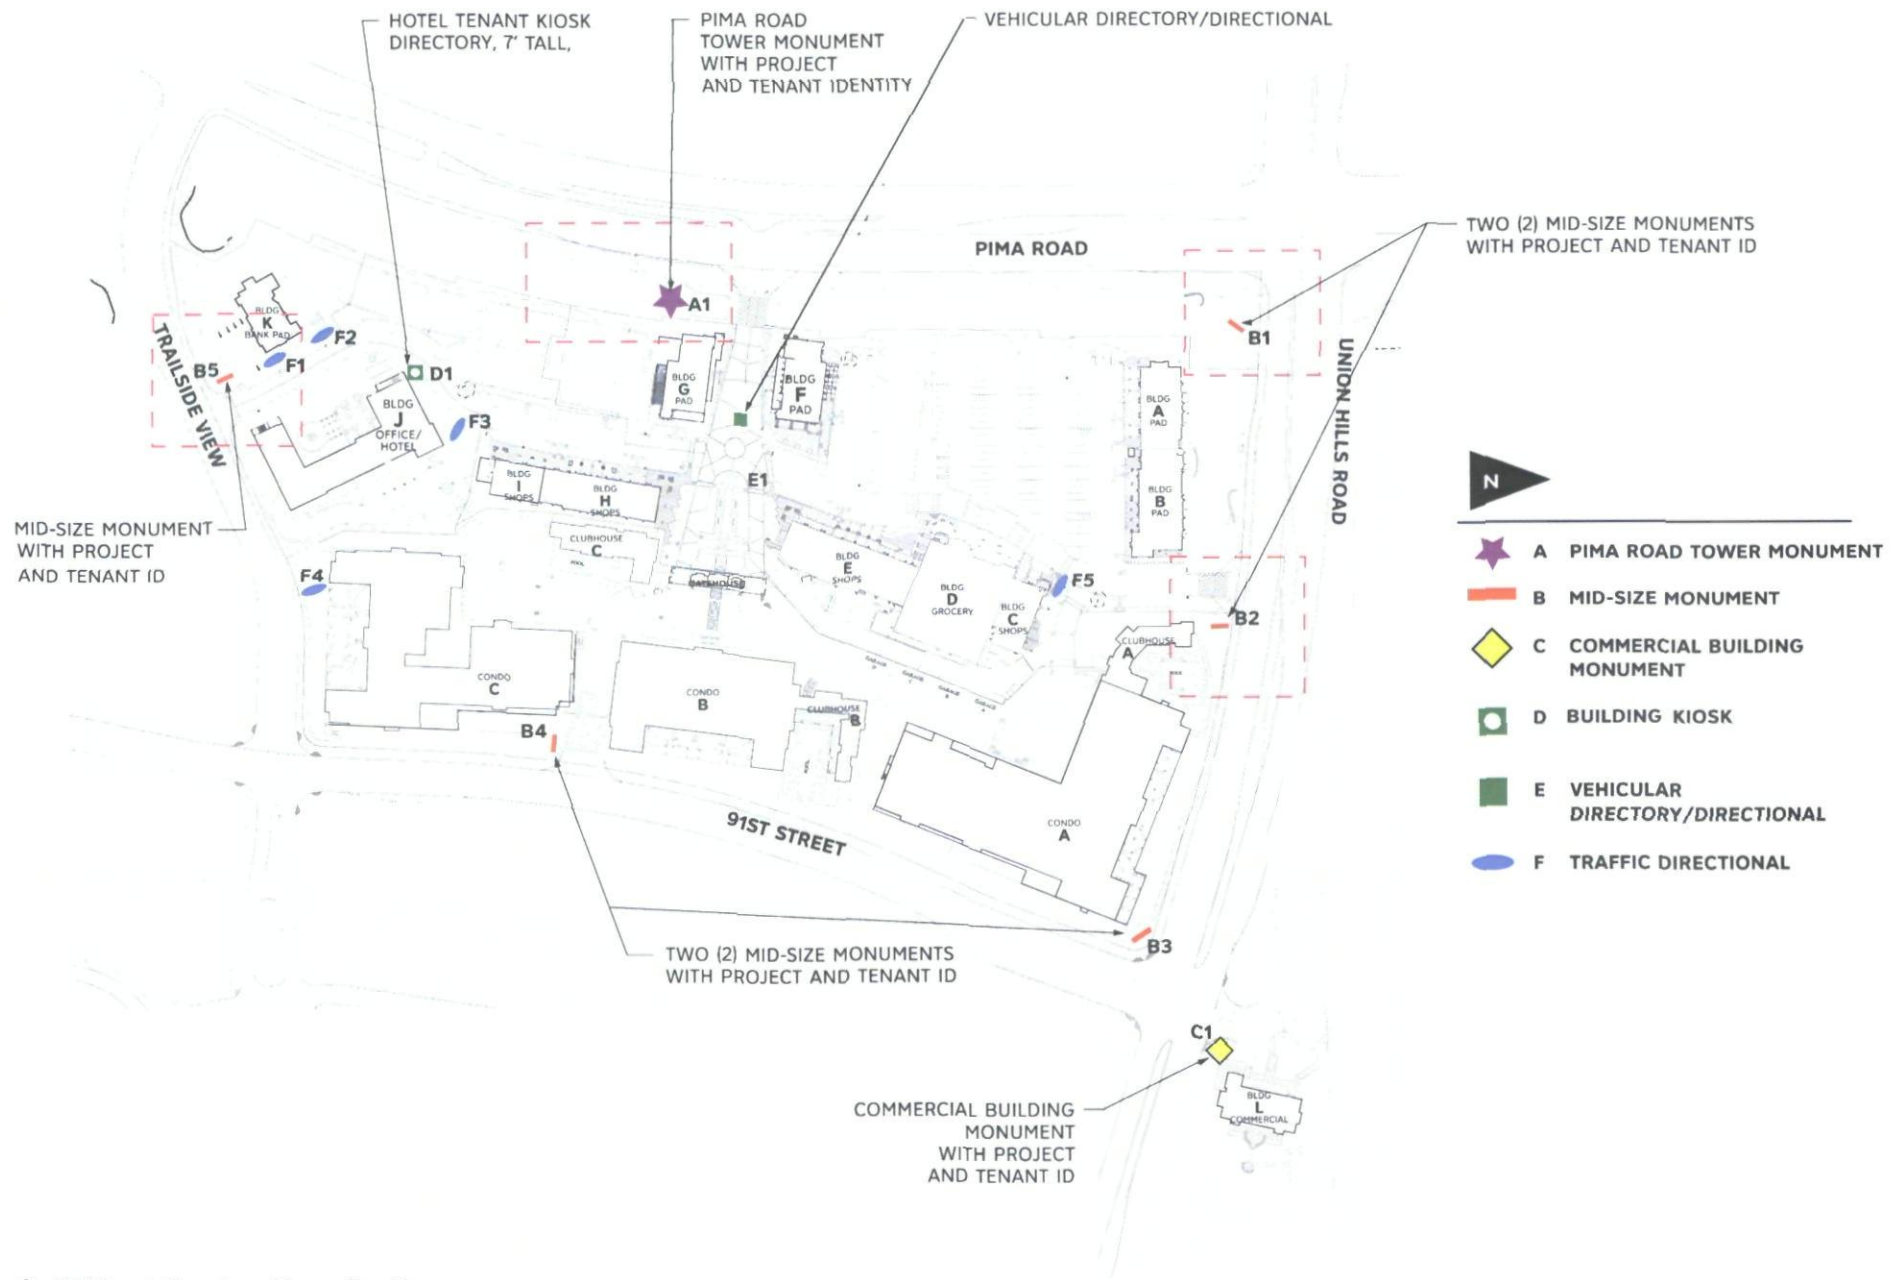 HOTEL TENANT KIOSK
DIRECTORY, 7' TALL,
PIMA ROAD
TOWER MONUMENT
WITH PROJECT
AND TENANT IDENTITY
VEHICULAR DIRECTORY/DIRECTIONAL
TWO (2) MID-SIZE MONUMENTS
WITH PROJECT AND TENANT ID
PIMA ROAD
A1
B1
BLDG
K
BANK PAD
F2
F1
B5
TRAILSIDE VIEW
D1
BLDG
J
OFFICE/
HOTEL
F3
BLDG
G
PAD
BLDG
F
PAD
BLDG
A
PAD
BLDG
B
PAD
UNION HILLS ROAD
E1
BLDG
I
SHOPS
BLDG
H
SHOPS
CLUBHOUSE
C
POOL
BLDG
E
SHOPS
BLDG
D
GROCERY
BLDG
C
SHOPS
F5
B2
CLUBHOUSE
A
MID-SIZE MONUMENT
WITH PROJECT
AND TENANT ID
F4
CONDO
C
CONDO
B
CLUBHOUSE
B
GARAGE
GARAGE
GARAGE
GARAGE
B4
91ST STREET
CONDO
A
B3
TWO (2) MID-SIZE MONUMENTS
WITH PROJECT AND TENANT ID
C1
BLDG
L
COMMERCIAL
COMMERCIAL BUILDING
MONUMENT
WITH PROJECT
AND TENANT ID
N
A PIMA ROAD TOWER MONUMENT
B MID-SIZE MONUMENT
C COMMERCIAL BUILDING
MONUMENT
D BUILDING KIOSK
E VEHICULAR
DIRECTORY/DIRECTIONAL
F TRAFFIC DIRECTIONAL